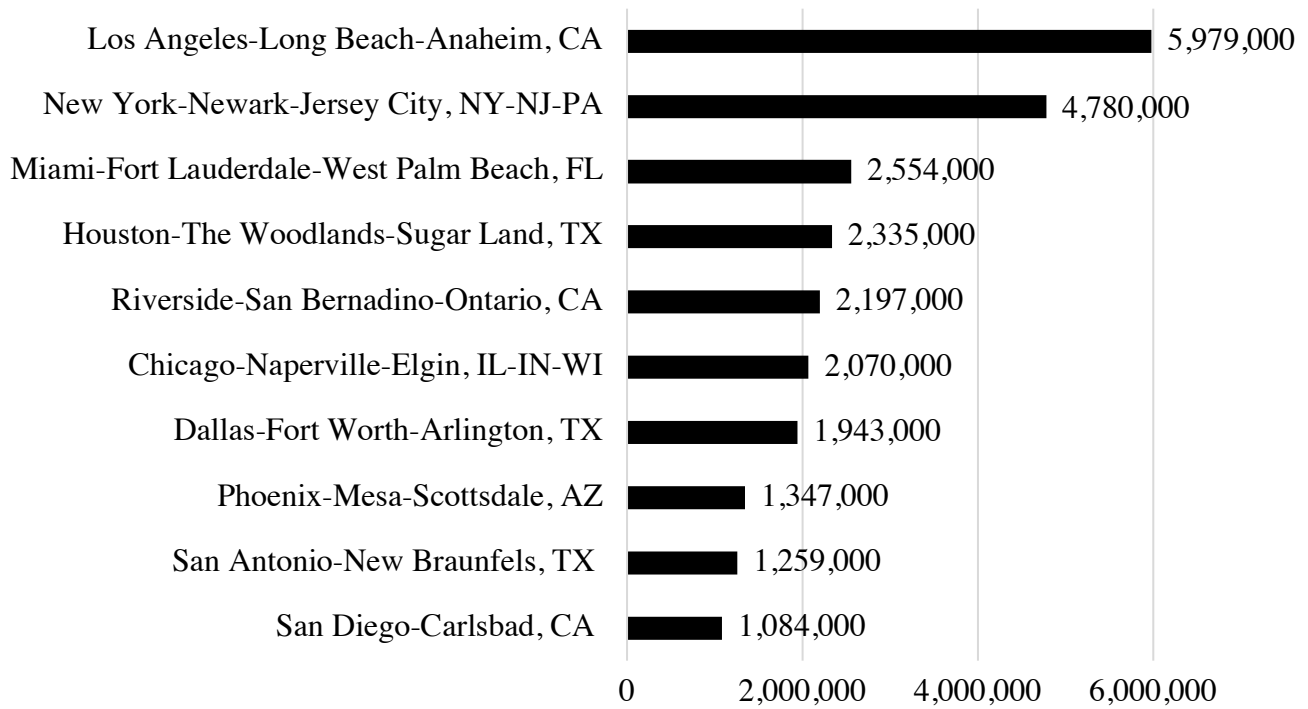 Los Angeles-Long Beach-Anaheim, CA 5,979,000
New York-Newark-Jersey City, NY-NJ-PA 4,780,000
Miami-Fort Lauderdale-West Palm Beach, FL 2,554,000
Houston-The Woodlands-Sugar Land, TX 2,335,000
Riverside-San Bernadino-Ontario, CA 2,197,000
Chicago-Naperville-Elgin, IL-IN-WI 2,070,000
Dallas-Fort Worth-Arlington, TX 1,943,000
Phoenix-Mesa-Scottsdale, AZ 1,347,000
San Antonio-New Braunfels, TX 1,259,000
San Diego-Carlsbad, CA 1,084,000
0 2,000,000 4,000,000 6,000,000